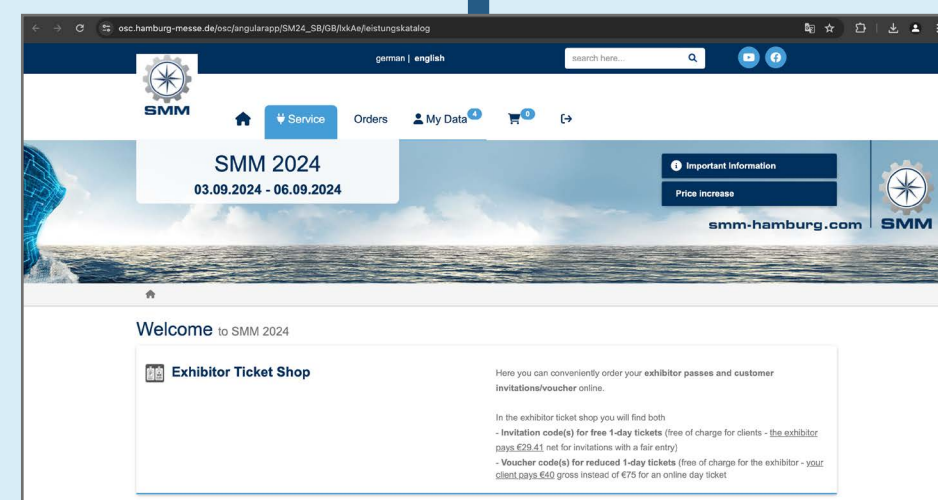 osc.hamburg-messe.de/osc/angularapp/SM24_SB/GB/lxkAe/leistungskatalog
german | english
search here...
SMM
Service
Orders
My Data 4
0
SMM 2024
03.09.2024 - 06.09.2024
Important Information
Price increase
smm-hamburg.com
SMM
Welcome to SMM 2024
Exhibitor Ticket Shop
Here you can conveniently order your exhibitor passes and customer
invitations/voucher online.
In the exhibitor ticket shop you will find both
- Invitation code(s) for free 1-day tickets (free of charge for clients - the exhibitor
pays €29.41 net for invitations with a fair entry)
- Voucher code(s) for reduced 1-day tickets (free of charge for the exhibitor - your
client pays €40 gross instead of €75 for an online day ticket